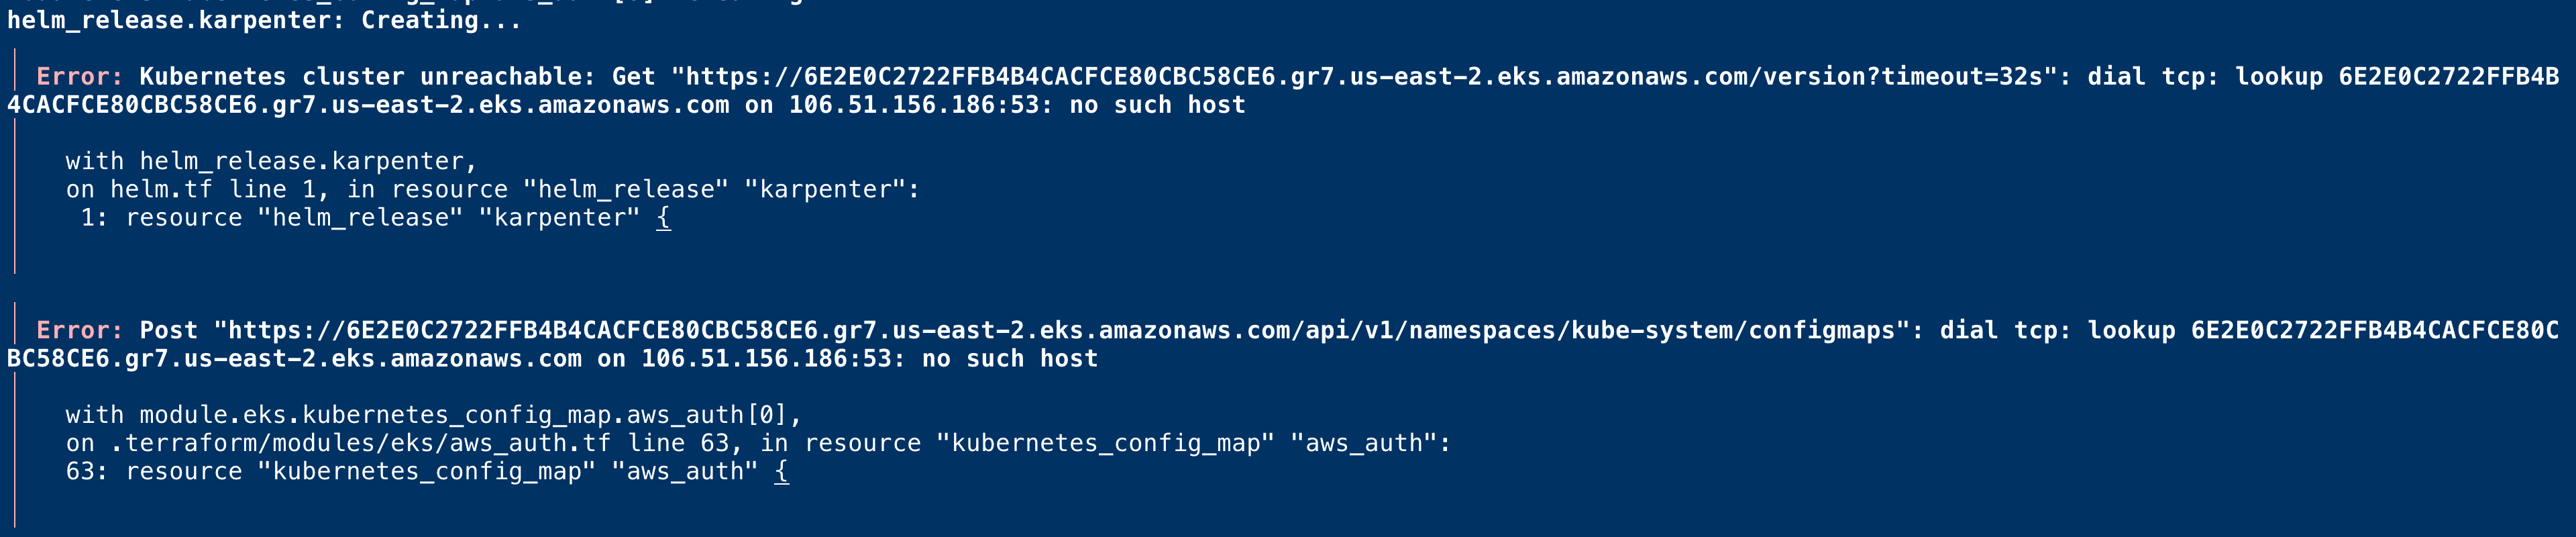 helm_release.karpenter: Creating...
Error: Kubernetes cluster unreachable: Get "https://6E2E0C2722FFB4B4CACFCE80CBC58CE6.gr7.us-east-2.eks.amazonaws.com/version?timeout=32s": dial tcp: lookup 6E2E0C2722FFB4B
4CACFCE80CBC58CE6.gr7.us-east-2.eks.amazonaws.com on 106.51.156.186:53: no such host
with helm_release.karpenter,
on helm.tf line 1, in resource "helm_release" "karpenter":
1: resource "helm_release" "karpenter" {
Error: Post "https://6E2E0C2722FFB4B4CACFCE80CBC58CE6.gr7.us-east-2.eks.amazonaws.com/api/v1/namespaces/kube-system/configmaps": dial tcp: lookup 6E2E0C2722FFB4B4CACFCE80C
BC58CE6.gr7.us-east-2.eks.amazonaws.com on 106.51.156.186:53: no such host
with module.eks.kubernetes_config_map.aws_auth[0],
on .terraform/modules/eks/aws_auth.tf line 63, in resource "kubernetes_config_map" "aws_auth":
63: resource "kubernetes_config_map" "aws_auth" {